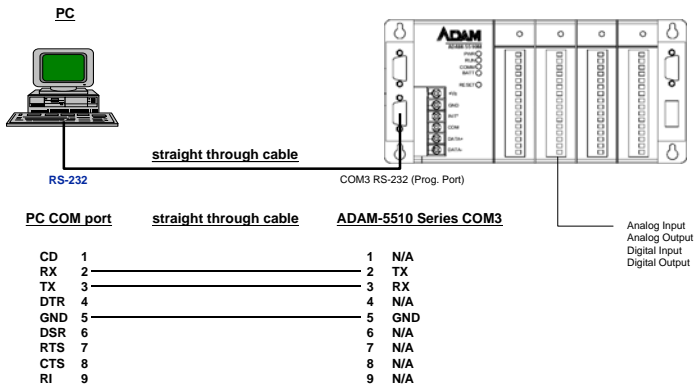 PC
ADAM
PWR
RUN
COMM
BATT
RESET
+VS
GND
COM
DATA+
DATA-
straight through cable
RS-232
COM3 RS-232 (Prog. Port)
PC COM port straight through cable ADAM-5510 Series COM3
Analog Input
Analog Output
Digital Input
Digital Output
CD 1 1 N/A
RX 2 2 TX
TX 3 3 RX
DTR 4 4 N/A
GND 5 5 GND
DSR 6 6 N/A
RTS 7 7 N/A
CTS 8 8 N/A
RI 9 9 N/A